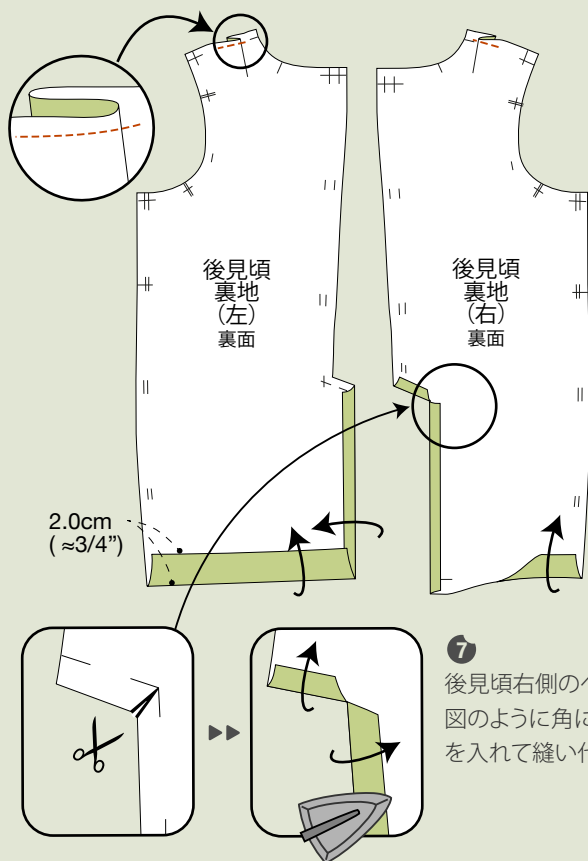 後見頃
裏地
(左)
裏面
後見頃
裏地
(右)
裏面
2.0cm
( ≈3/4”)
7
後見頃右側の
図のように角に
を入れて縫い